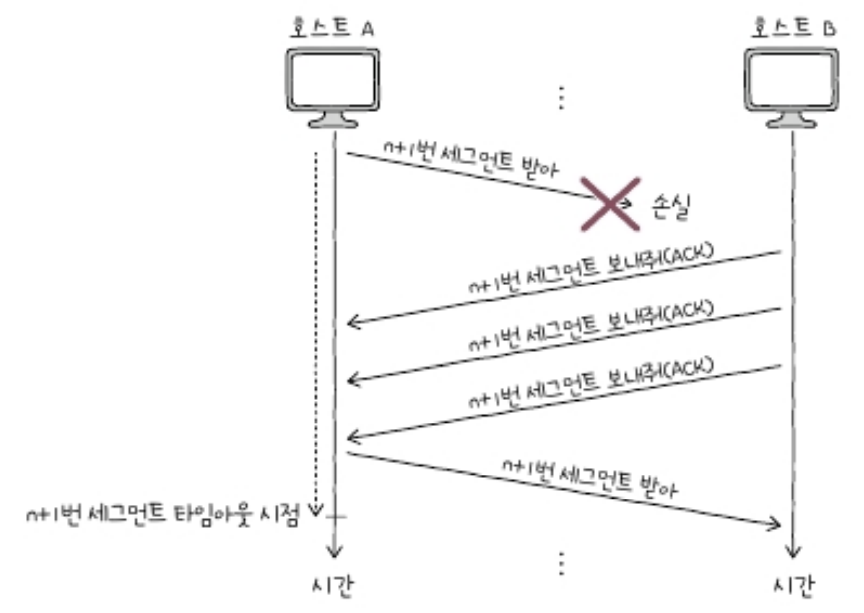 호스트 A
호스트 B
⋮
n+1번 세그먼트 받아
손실
n+1번 세그먼트 보내줘(ACK)
n+1번 세그먼트 보내줘(ACK)
n+1번 세그먼트 보내줘(ACK)
n+1번 세그먼트 받아
n+1번 세그먼트 타임아웃 시점
⋮
시간
시간